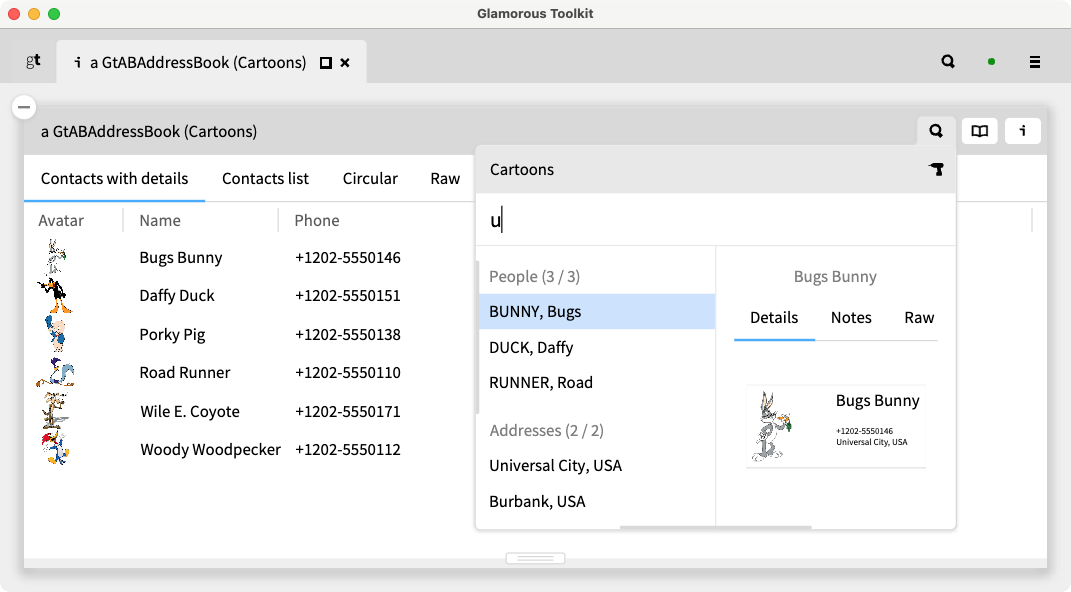 Glamorous Toolkit
gt
a GtABAddressBook (Cartoons)
a GtABAddressBook (Cartoons)
Contacts with details Contacts list Circular Raw
Avatar Name Phone
Bugs Bunny +1202-5550146
Daffy Duck +1202-5550151
Porky Pig +1202-5550138
Road Runner +1202-5550110
Wile E. Coyote +1202-5550171
Woody Woodpecker +1202-5550112
Cartoons
u
People (3 / 3)
BUNNY, Bugs
DUCK, Daffy
RUNNER, Road
Addresses (2 / 2)
Universal City, USA
Burbank, USA
Bugs Bunny
Details Notes Raw
Bugs Bunny
+1202-5550146
Universal City, USA